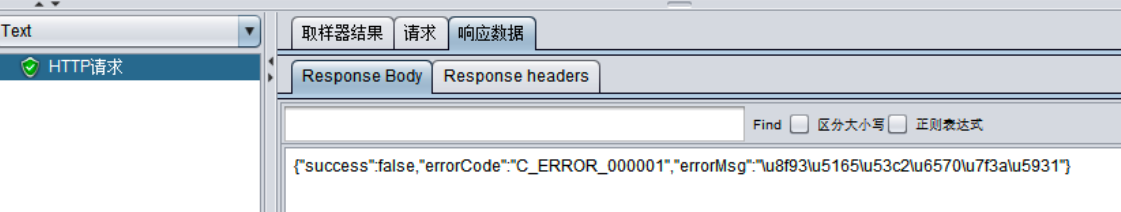 Text
取样器结果 请求 响应数据
HTTP请求
Response Body Response headers
Find 区分大小写 正则表达式
{"success":false,"errorCode":"C_ERROR_000001","errorMsg":"\u8f93\u5165\u53c2\u6570\u7f3a\u5931"}